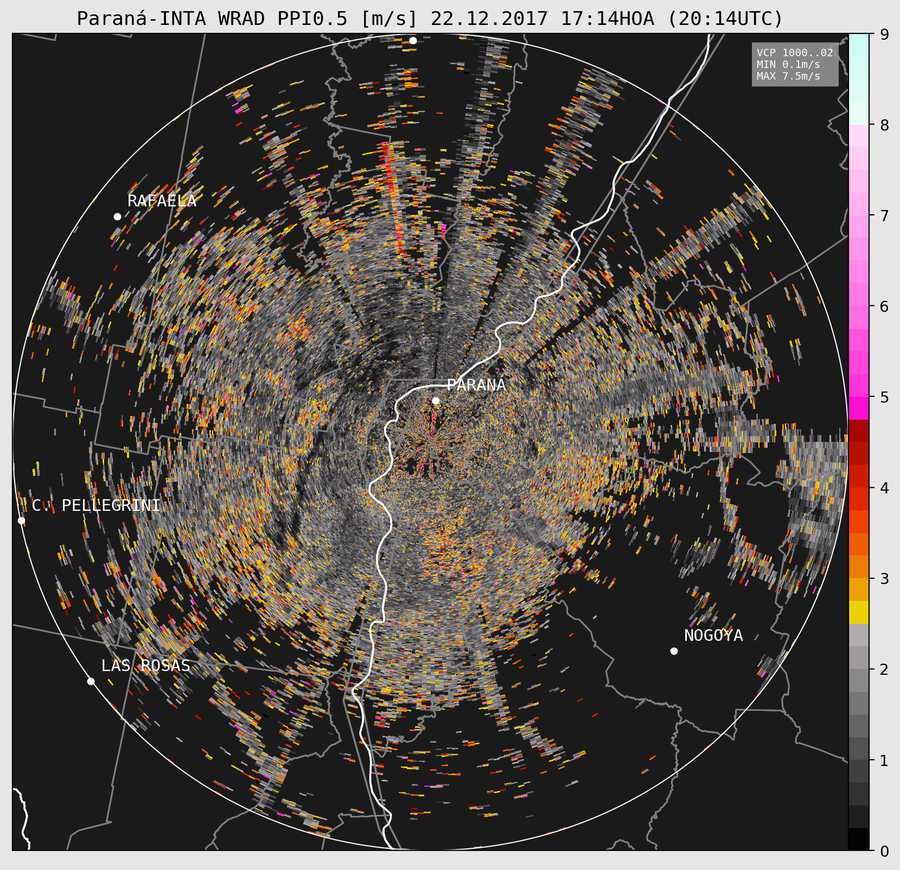 Paraná-INTA WRAD PPI0.5 [m/s] 22.12.2017 17:14HOA (20:14UTC)
VCP 1000..02
MIN 0.1m/s
MAX 7.5m/s
9
8
7
6
5
4
3
2
1
0
RAFAELA
PARANA
C. PELLEGRINI
NOGOYA
LAS ROSAS